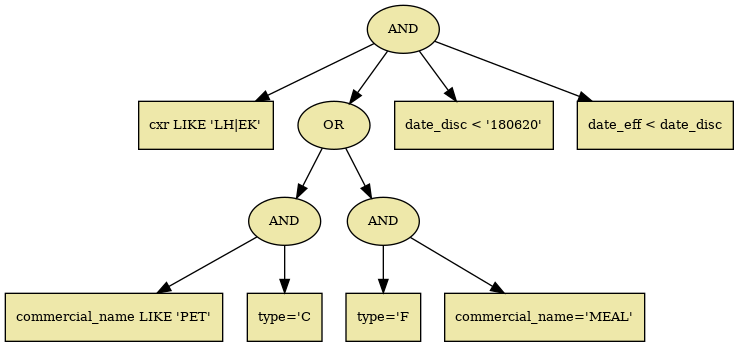 AND
cxr LIKE 'LH|EK'
OR
date_disc < '180620'
date_eff < date_disc
AND
AND
commercial_name LIKE 'PET'
type='C
type='F
commercial_name='MEAL'